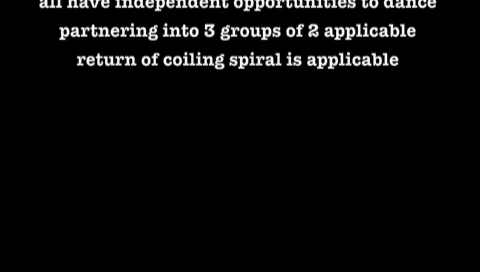 all have independent opportunities to dance
partnering into 3 groups of 2 applicable
return of coiling spiral is applicable